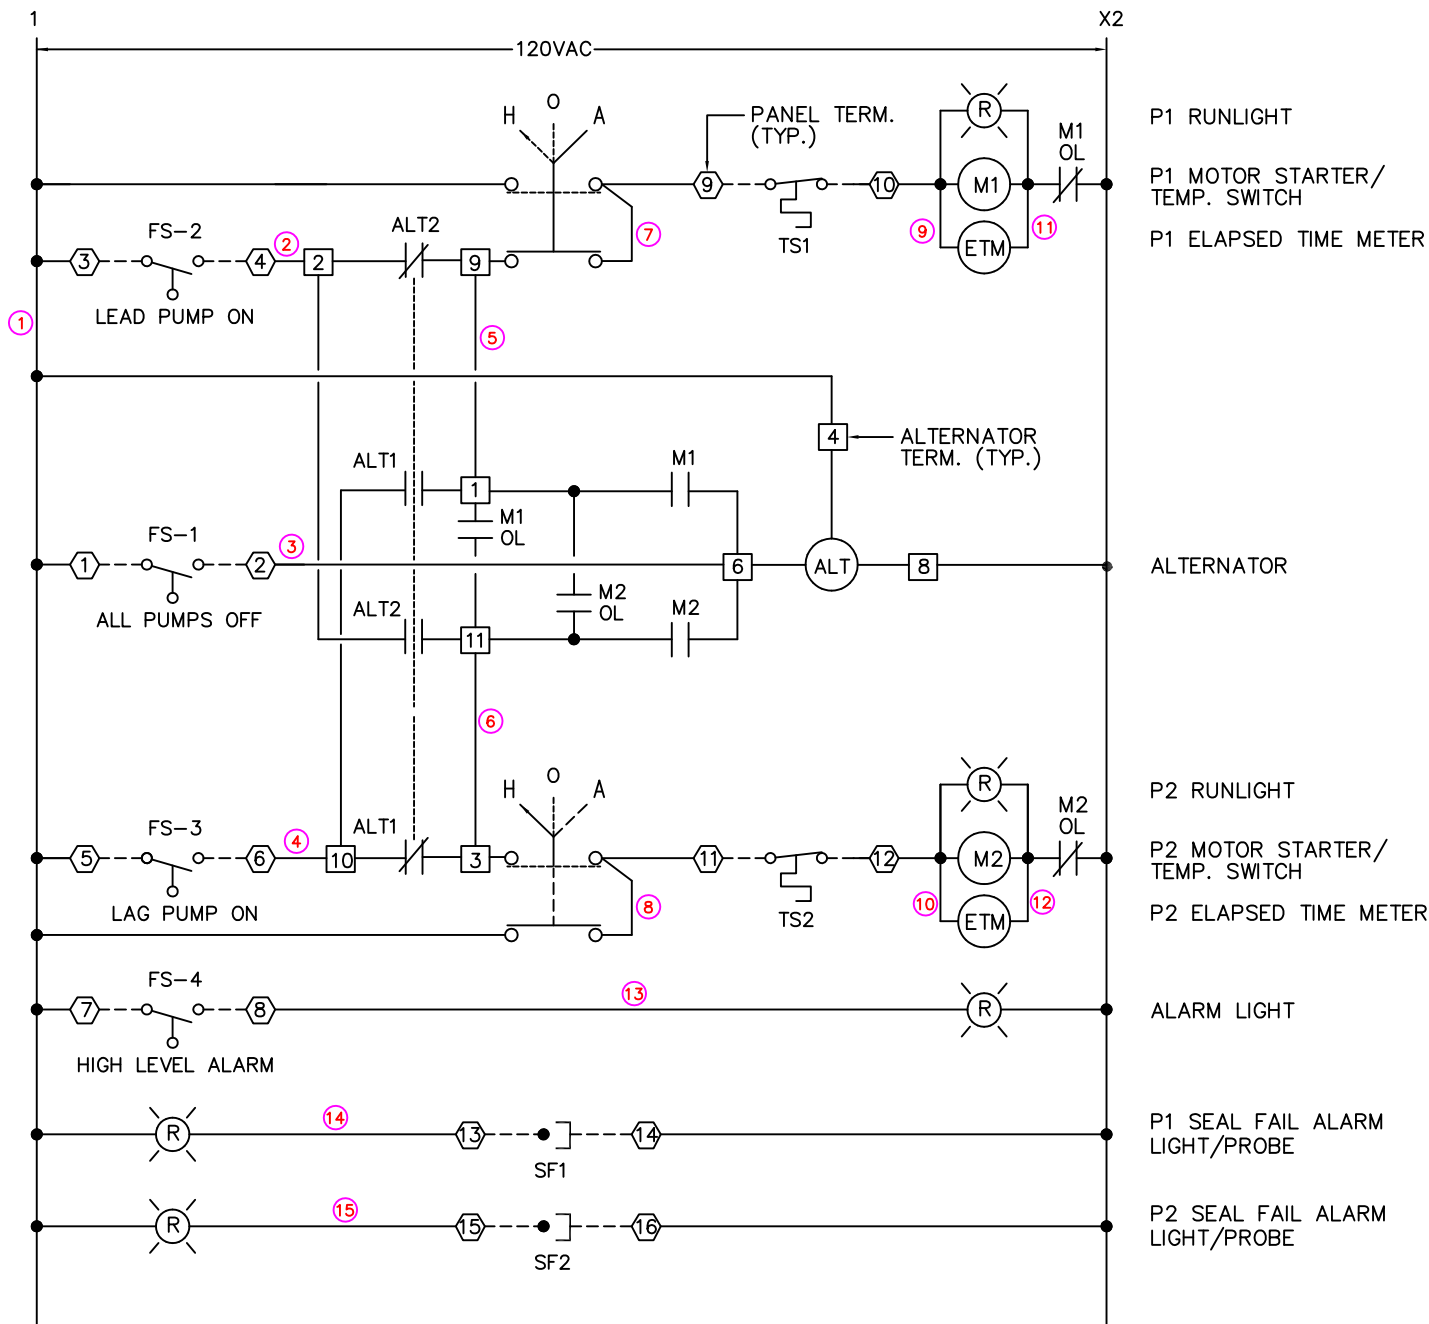 1
X2
120VAC
H O A
PANEL TERM.
(TYP.)
M1
OL
R
P1 RUNLIGHT
9
TS1
10
M1
P1 MOTOR STARTER/
TEMP. SWITCH
7
9
11
ETM
P1 ELAPSED TIME METER
FS-2
3
4
2
2
ALT2
9
LEAD PUMP ON
1
5
4
ALTERNATOR
TERM. (TYP.)
ALT1
1
M1
M1
OL
FS-1
1
2
3
6
ALT
8
ALTERNATOR
ALL PUMPS OFF
ALT2
11
M2
OL
M2
6
H O A
R
M2
OL
P2 RUNLIGHT
FS-3
5
6
4
10
ALT1
3
11
TS2
12
M2
P2 MOTOR STARTER/
TEMP. SWITCH
LAG PUMP ON
8
10
12
ETM
P2 ELAPSED TIME METER
FS-4
7
8
13
R
ALARM LIGHT
HIGH LEVEL ALARM
R
14
13
SF1
14
P1 SEAL FAIL ALARM
LIGHT/PROBE
R
15
15
SF2
16
P2 SEAL FAIL ALARM
LIGHT/PROBE